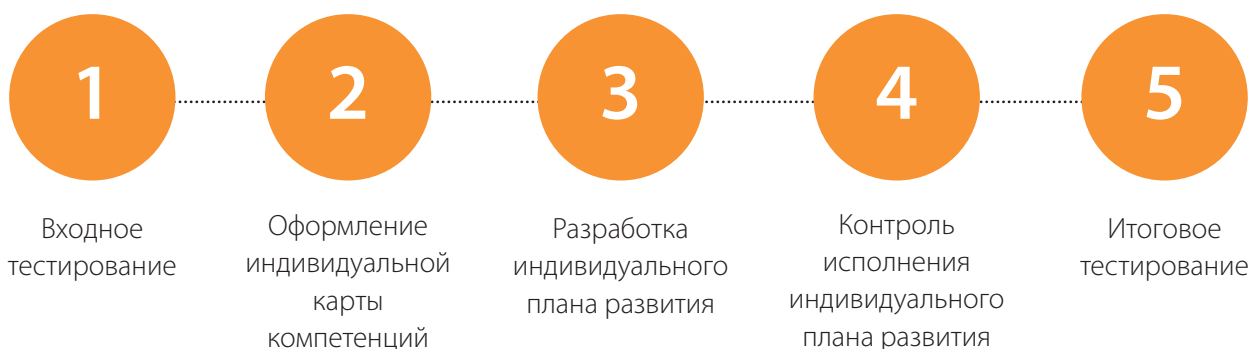 1
2
3
4
5
Входное
тестирование
Оформление
индивидуальной
карты
компетенций
Разработка
индивидуального
плана развития
Контроль
исполнения
индивидуального
плана развития
Итоговое
тестирование